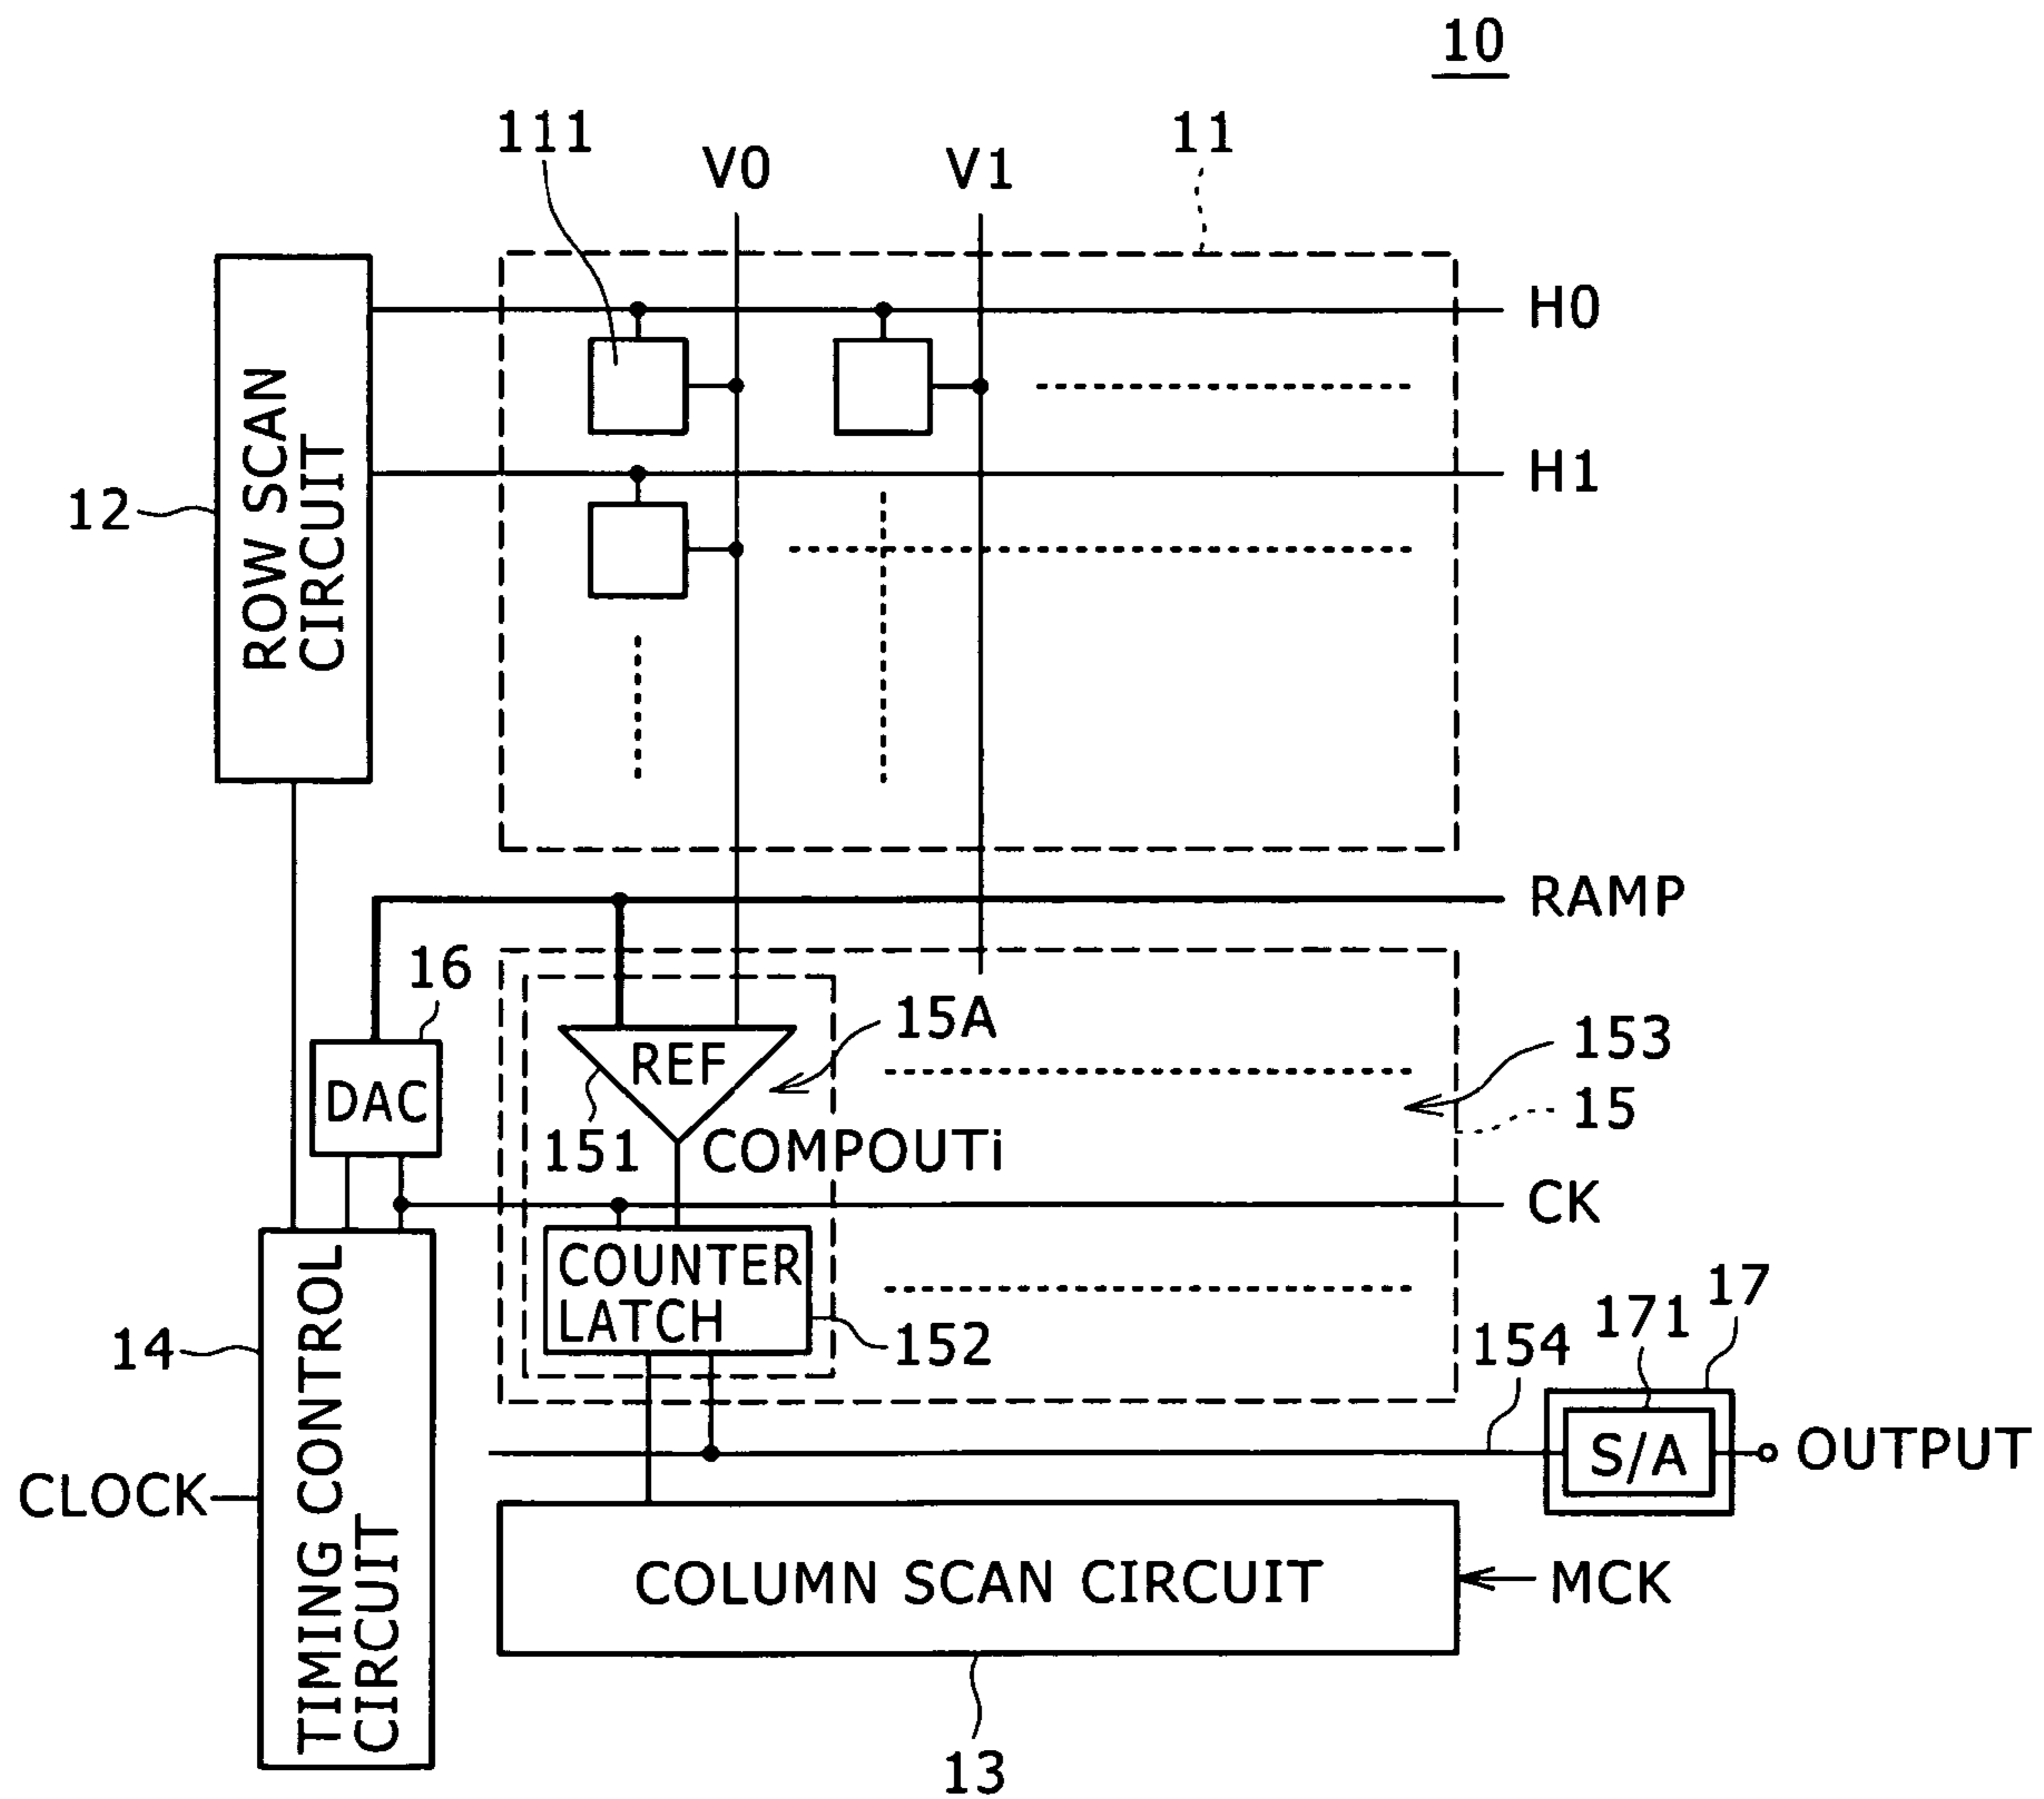 10
111
V0
V1
11
H0
ROW SCAN
CIRCUIT
H1
12
RAMP
16
15A
REF
153
DAC
15
151
COMPOUTi
CK
COUNTER
LATCH
17
171
152
154
14
TIMING CONTROL
CIRCUIT
S/A
OUTPUT
CLOCK
COLUMN SCAN CIRCUIT
MCK
13